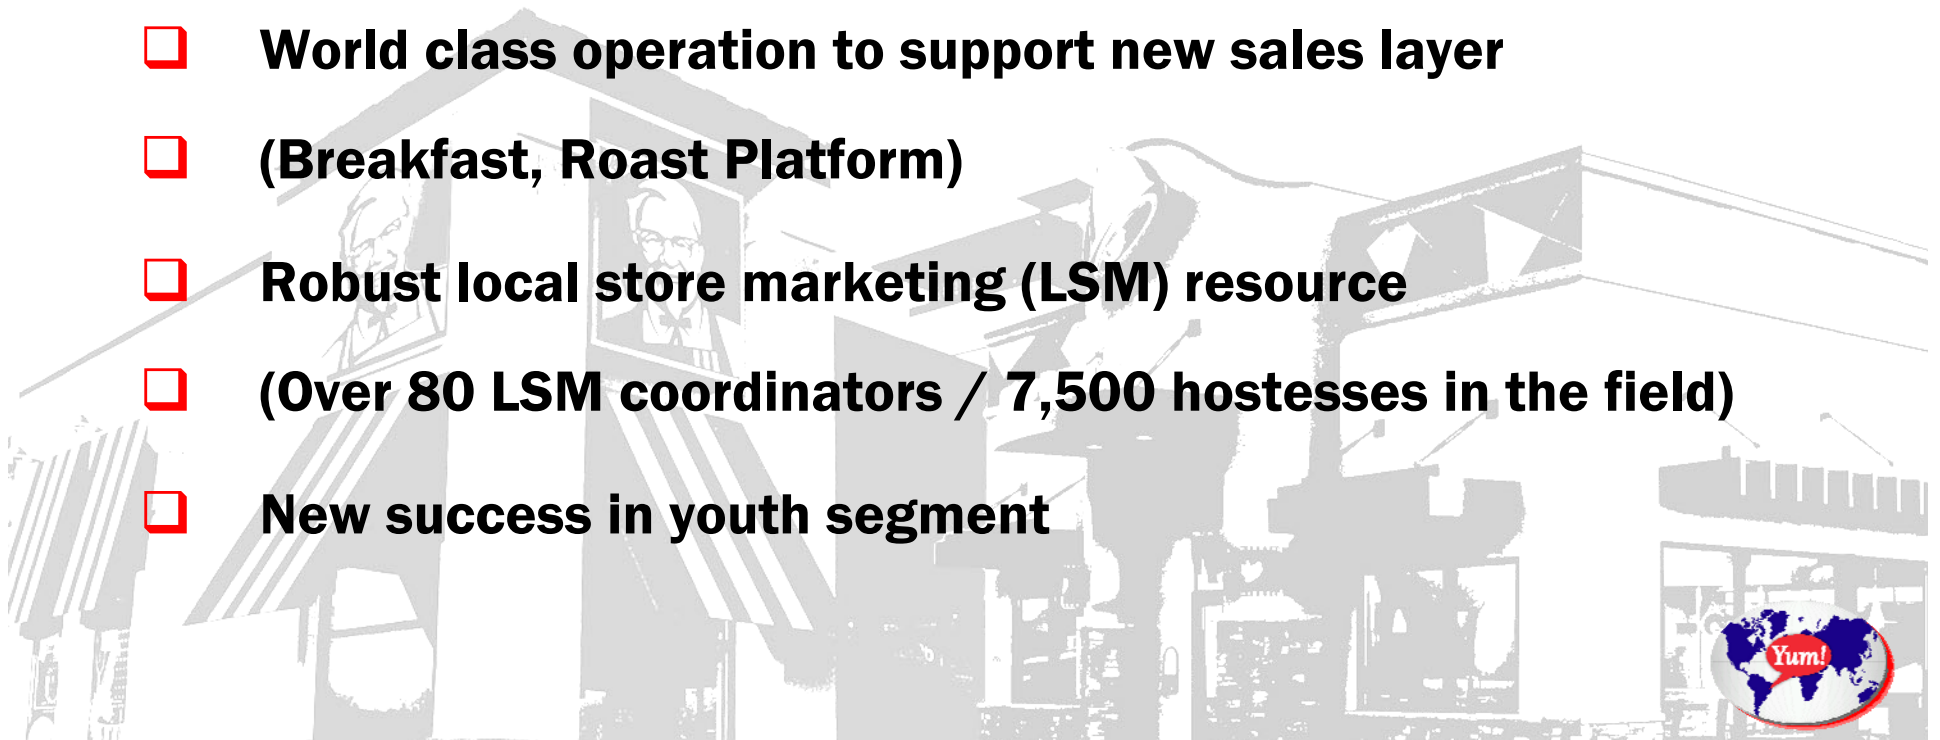 World class operation to support new sales layer
(Breakfast, Roast Platform)
Robust local store marketing (LSM) resource
(Over 80 LSM coordinators / 7,500 hostesses in the field)
New success in youth segment
Yum!